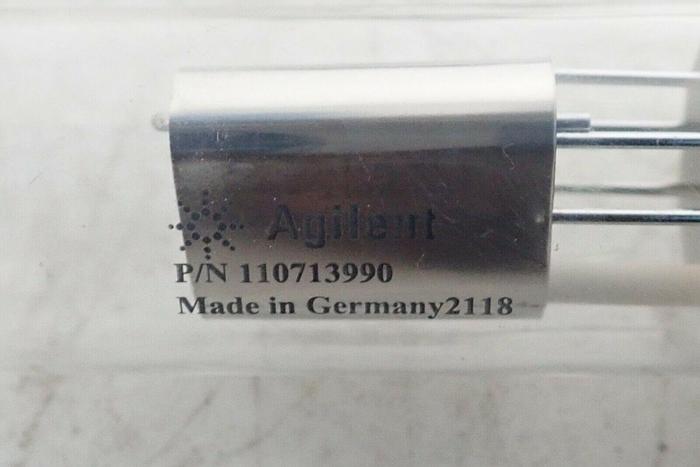 Agilent
P/N 110713990
Made in Germany2118